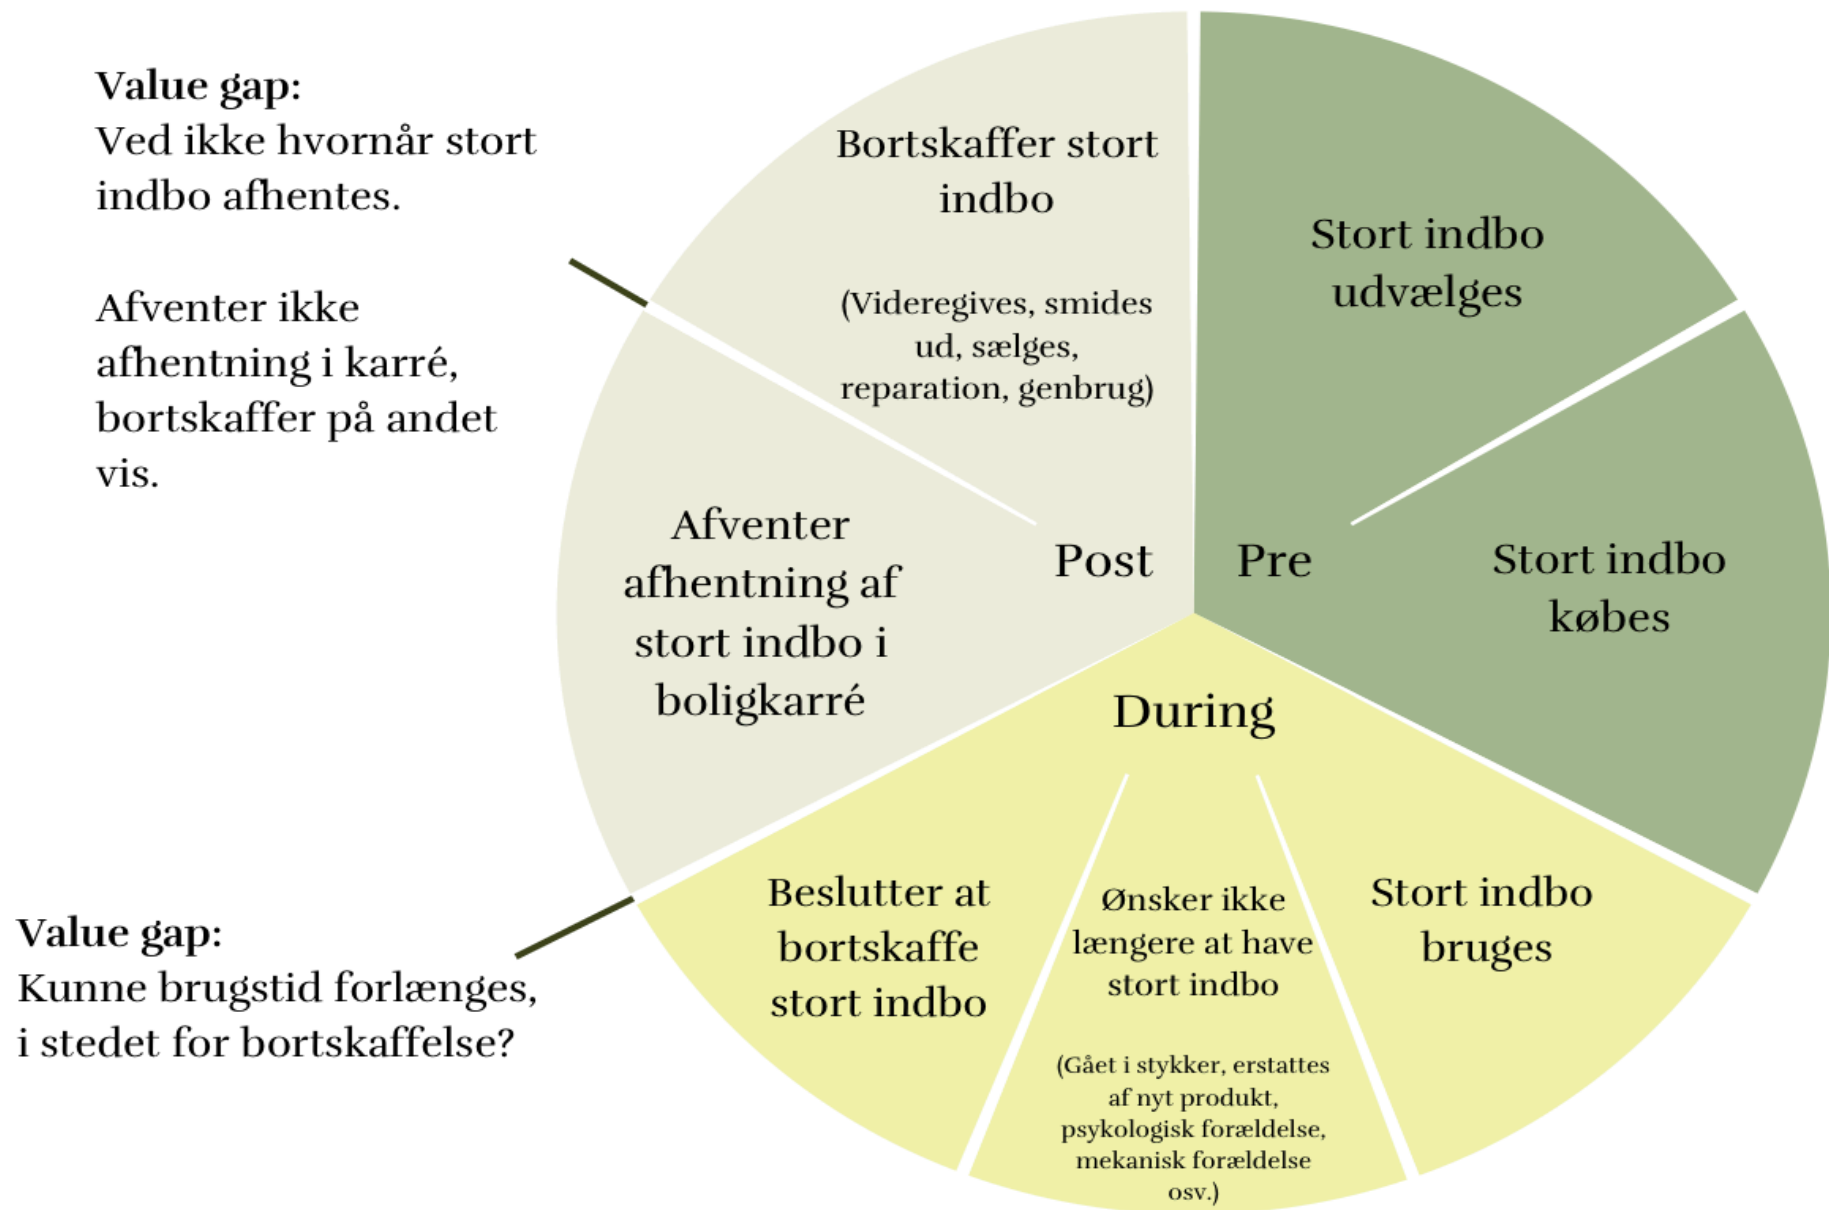 Value gap:
Ved ikke hvornår stort
indbo afhentes.
Afventer ikke
afhentning i karré,
bortskaffer på andet
vis.
Bortskaffer stort
indbo
(Videregives, smides
ud, sælges,
reparation, genbrug)
Stort indbo
udvælges
Afventer
afhentning af
stort indbo i
boligkarré
Post
Pre
Stort indbo
købes
During
Value gap:
Kunne brugstid forlænges,
i stedet for bortskaffelse?
Beslutter at
bortskaffe
stort indbo
Ønsker ikke
længere at have
stort indbo
(Gået i stykker, erstattes
af nyt produkt,
psykologisk forældelse,
mekanisk forældelse
osv.)
Stort indbo
bruges